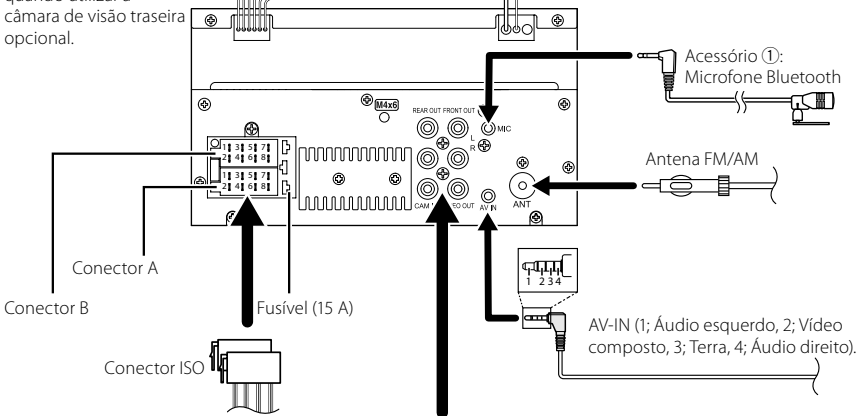 câmara de visão traseira
opcional.
Acessório ①:
Microfone Bluetooth
M4x6
REAR OUT FRONT OUT
MIC
L
R
1 3 5 7
2 4 6 8
1 3 5 7
2 4 6 8
Antena FM/AM
ANT
AV IN
Conector A
Conector B
Fusível (15 A)
1 2 3 4
Conector ISO
AV-IN (1; Áudio esquerdo, 2; Vídeo
composto, 3; Terra, 4; Áudio direito).